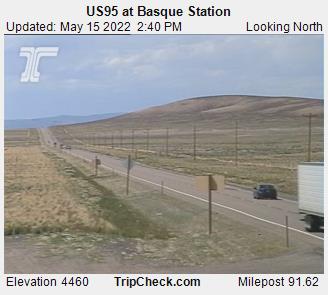 US95 at Basque Station
Updated: May 15 2022 2:40 PM Looking North
Elevation 4460 TripCheck.com Milepost 91.62